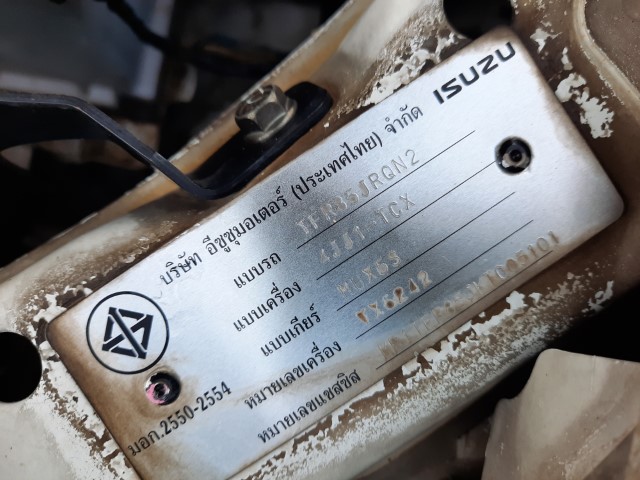 ISUZU
บริษัท อีซูซุมอเตอร์ (ประเทศไทย) จำกัด
แบบรถ TFR85JRQN2
แบบเครื่อง 4JJ1 TCX
แบบเกียร์ MUX6S
หมายเลขเครื่อง FX6242
หมายเลขแชสซิส
มอก.2550-2554